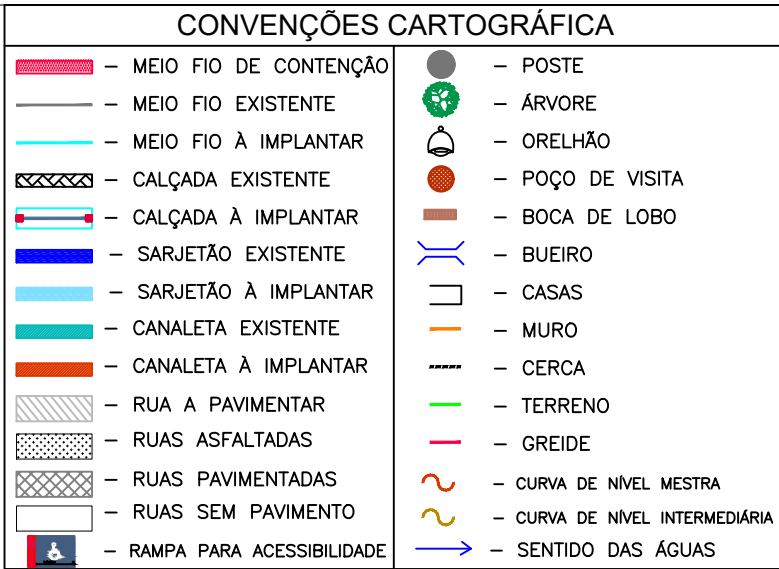 CONVENÇÕES CARTOGRÁFICA
– MEIO FIO DE CONTENÇÂO
– MEIO FIO EXISTENTE
– MEIO FIO À IMPLANTAR
– CALÇADA EXISTENTE
– CALÇADA À IMPLANTAR
– SARJETÃO EXISTENTE
– SARJETÃO À IMPLANTAR
– CANALETA EXISTENTE
– CANALETA À IMPLANTAR
– RUA A PAVIMENTAR
– RUAS ASFALTADAS
– RUAS PAVIMENTADAS
– RUAS SEM PAVIMENTO
– RAMPA PARA ACESSIBILIDADE
– POSTE
– ÁRVORE
– ORELHÃO
– POÇO DE VISITA
– BOCA DE LOBO
– BUEIRO
– CASAS
– MURO
– CERCA
– TERRENO
– GREIDE
– CURVA DE NÍVEL MESTRA
– CURVA DE NÍVEL INTERMEDIÁRIA
– SENTIDO DAS ÁGUAS